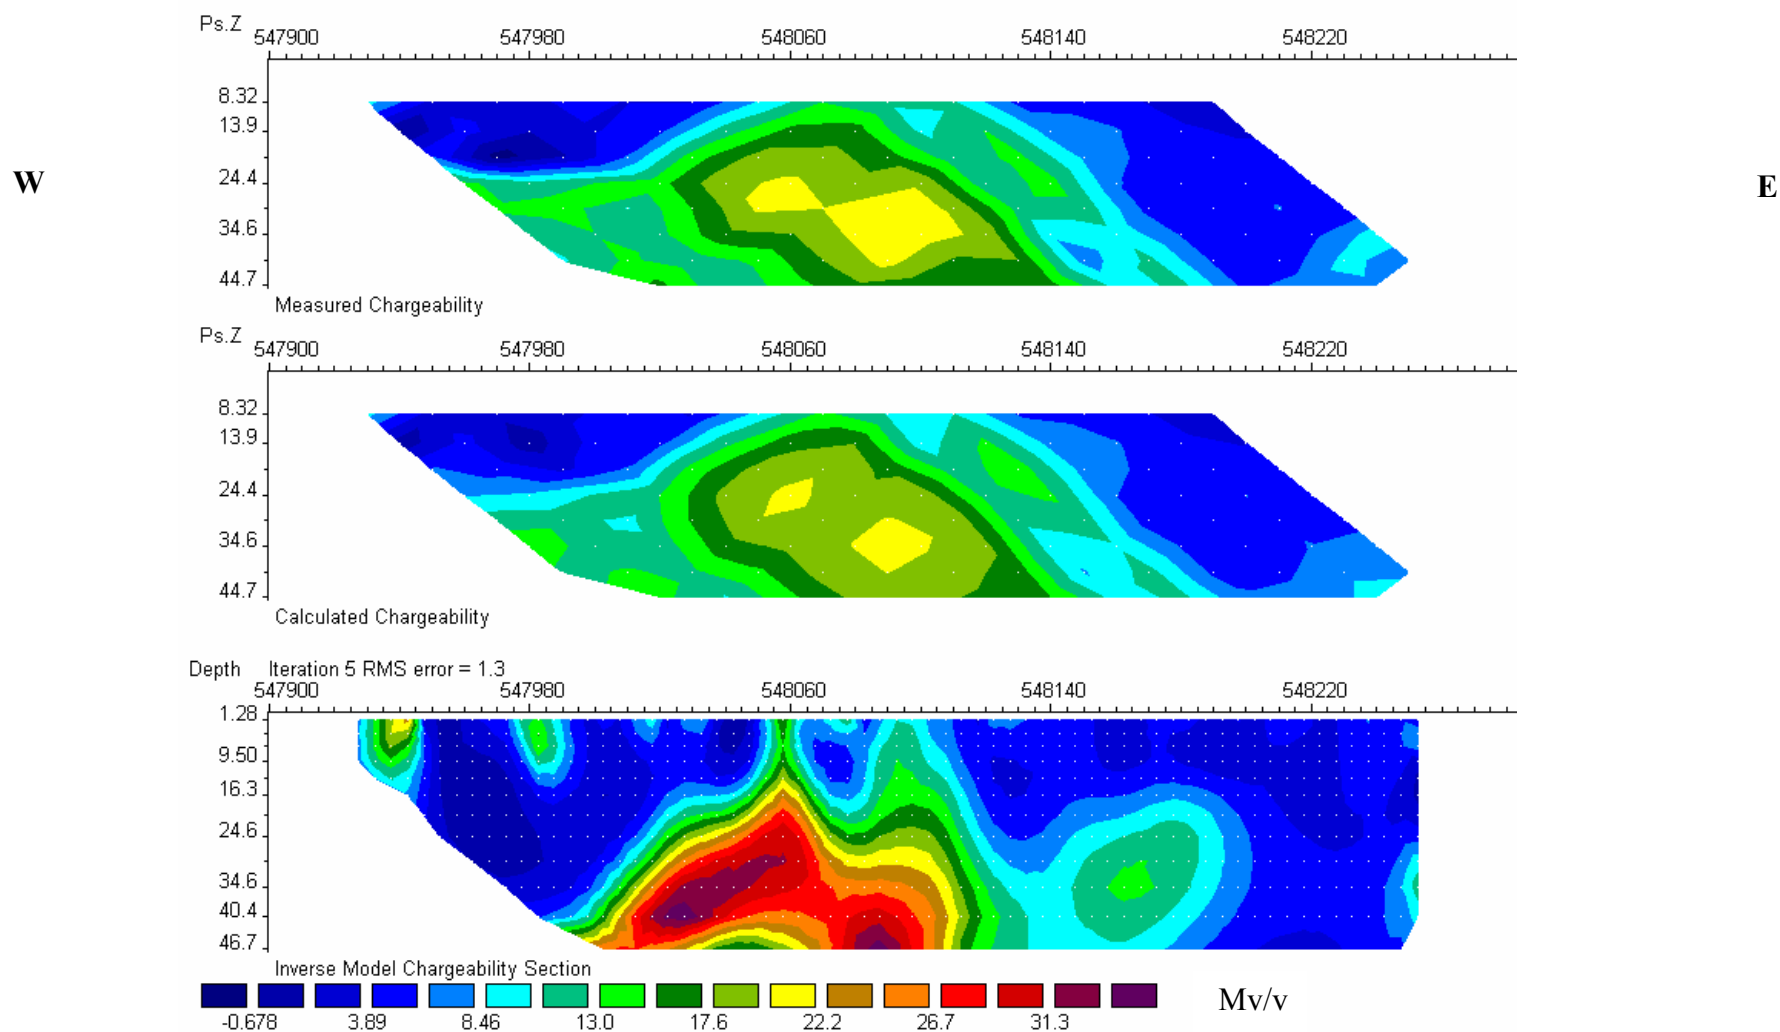 Ps.Z
547900 547980 548060 548140 548220
8.32
13.9
W
E
24.4
34.6
44.7
Measured Chargeability
Ps.Z
547900 547980 548060 548140 548220
8.32
13.9
24.4
34.6
44.7
Calculated Chargeability
Depth Iteration 5 RMS error = 1.3
547900 547980 548060 548140 548220
1.28
9.50
16.3
24.6
34.6
40.4
46.7
Inverse Model Chargeability Section
Mv/v
-0.678 3.89 8.46 13.0 17.6 22.2 26.7 31.3